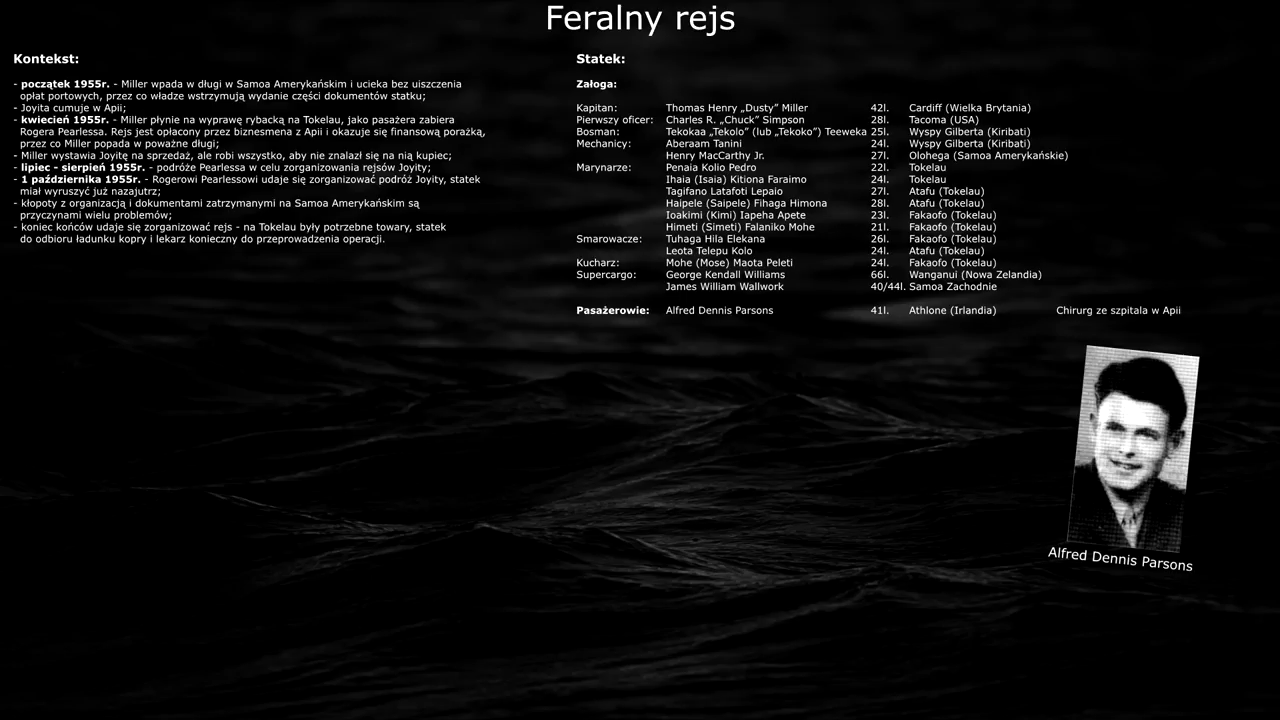 Feralny rejs
Kontekst:
- początek 1955r. - Miller wpada w długi w Samoa Amerykańskim i ucieka bez uiszczenia
opłat portowych, przez co władze wstrzymują wydanie części dokumentów statku;
- Joyita cumuje w Apii;
- kwiecień 1955r. - Miller płynie na wyprawę rybacką na Tokelau, jako pasażera zabiera
Rogera Pearlessa. Rejs jest opłacony przez biznesmena z Apii i okazuje się finansową porażką,
przez co Miller popada w poważne długi;
- Miller wystawia Joyitę na sprzedaż, ale robi wszystko, aby nie znalazł się na nią kupiec;
- lipiec - sierpień 1955r. - podróże Pearlessa w celu zorganizowania rejsów Joyity;
- 1 października 1955r. - Rogerowi Pearlessowi udaje się zorganizować podróż Joyity, statek
miał wyruszyć już nazajutrz;
- kłopoty z organizacją i dokumentami zatrzymanymi na Samoa Amerykańskim są
przyczynami wielu problemów;
- koniec końców udaje się zorganizować rejs - na Tokelau były potrzebne towary, statek
do odbioru ładunku kopry i lekarz konieczny do przeprowadzenia operacji.
Statek:
Załoga:
Kapitan: Thomas Henry „Dusty” Miller 42l. Cardiff (Wielka Brytania)
Pierwszy oficer: Charles R. „Chuck” Simpson 28l. Tacoma (USA)
Bosman: Tekokaa „Tekolo” (lub „Tekoko”) Teeweka 25l. Wyspy Gilberta (Kiribati)
Mechanicy: Aberaam Tanini 24l. Wyspy Gilberta (Kiribati)
Henry MacCarthy Jr. 27l. Olohega (Samoa Amerykańskie)
Marynarze: Penaia Kolio Pedro 22l. Tokelau
Ihaia (Isaia) Kitiona Faraimo 24l. Tokelau
Tagifano Latafoti Lepaio 27l. Atafu (Tokelau)
Haipele (Saipele) Fihaga Himona 28l. Atafu (Tokelau)
Ioakimi (Kimi) Iapeha Apete 23l. Fakaofo (Tokelau)
Himeti (Simeti) Falaniko Mohe 21l. Fakaofo (Tokelau)
Smarowacze: Tuhaga Hila Elekana 26l. Fakaofo (Tokelau)
Leota Telepu Kolo 24l. Atafu (Tokelau)
Kucharz: Mohe (Mose) Maota Peleti 24l. Fakaofo (Tokelau)
Supercargo: George Kendall Williams 66l. Wanganui (Nowa Zelandia)
James William Wallwork 40/44l. Samoa Zachodnie
Pasażerowie: Alfred Dennis Parsons 41l. Athlone (Irlandia) Chirurg ze szpitala w Apii
Alfred Dennis Parsons